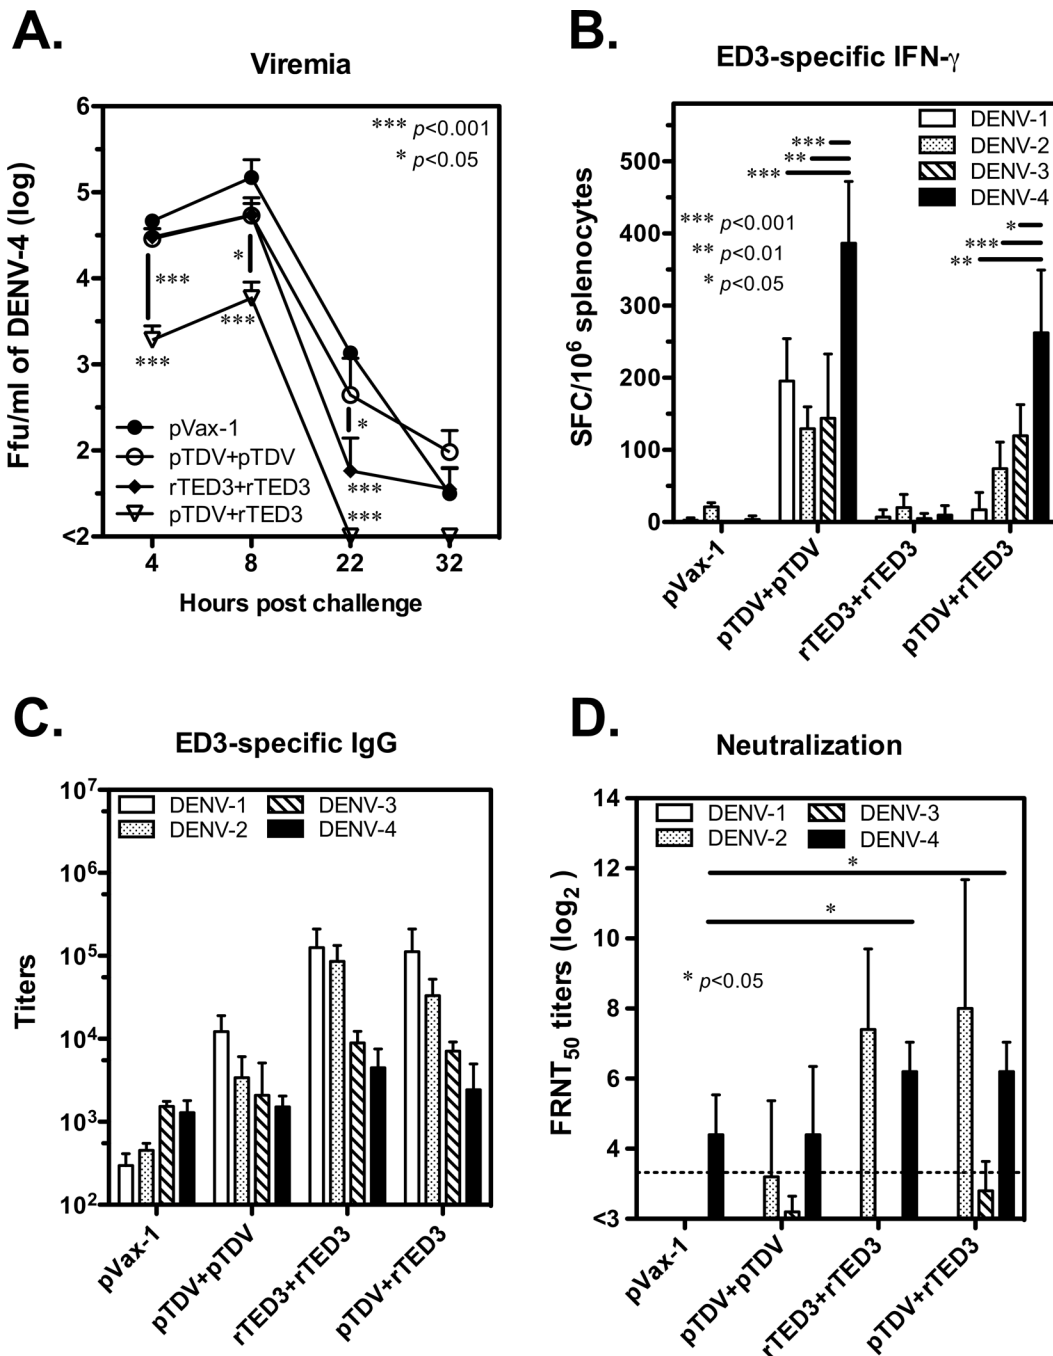 A.
Viremia
Ffu/ml of DENV-4 (log)
6
5
4
3
2
<2
*** p<0.001
* p<0.05
***
***
*
***
*
***
***
pVax-1
pTDV+pTDV
rTED3+rTED3
pTDV+rTED3
4 8 22 32
Hours post challenge
B.
ED3-specific IFN-γ
SFC/10⁶ splenocytes
500
400
300
200
100
0
DENV-1
DENV-2
DENV-3
DENV-4
***
**
***
*** p<0.001
** p<0.01
* p<0.05
*
***
**
pVax-1
pTDV+pTDV
rTED3+rTED3
pTDV+rTED3
C.
ED3-specific IgG
Titers
10⁷
10⁶
10⁵
10⁴
10³
10²
DENV-1 DENV-3
DENV-2 DENV-4
pVax-1
pTDV+pTDV
rTED3+rTED3
pTDV+rTED3
D.
Neutralization
FRNT₅₀ titers (log₂ )
14
12
10
8
6
4
<3
DENV-1 DENV-3
DENV-2 DENV-4
*
*
* p<0.05
pVax-1
pTDV+pTDV
rTED3+rTED3
pTDV+rTED3